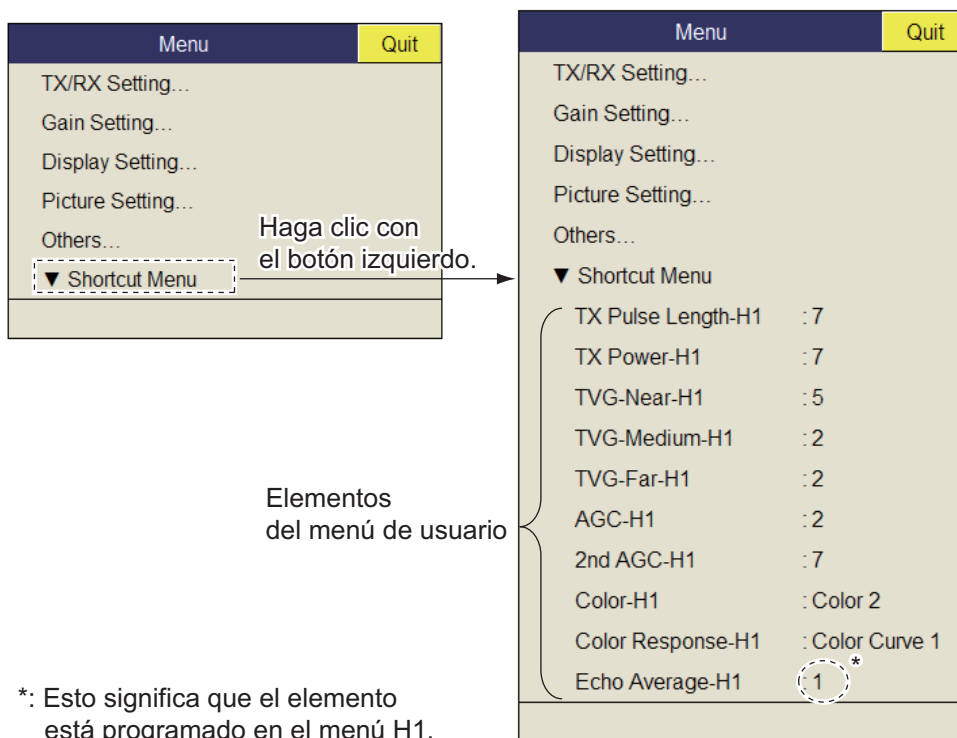 Menu Quit
TX/RX Setting...
Gain Setting...
Display Setting...
Picture Setting...
Others...
▼ Shortcut Menu
Haga clic con
el botón izquierdo.
Menu Quit
TX/RX Setting...
Gain Setting...
Display Setting...
Picture Setting...
Others...
▼ Shortcut Menu
TX Pulse Length-H1 : 7
TX Power-H1 : 7
TVG-Near-H1 : 5
TVG-Medium-H1 : 2
TVG-Far-H1 : 2
AGC-H1 : 2
2nd AGC-H1 : 7
Color-H1 : Color 2
Color Response-H1 : Color Curve 1
Echo Average-H1 : 1 *
Elementos
del menú de usuario
*: Esto significa que el elemento
está programado en el menú H1.